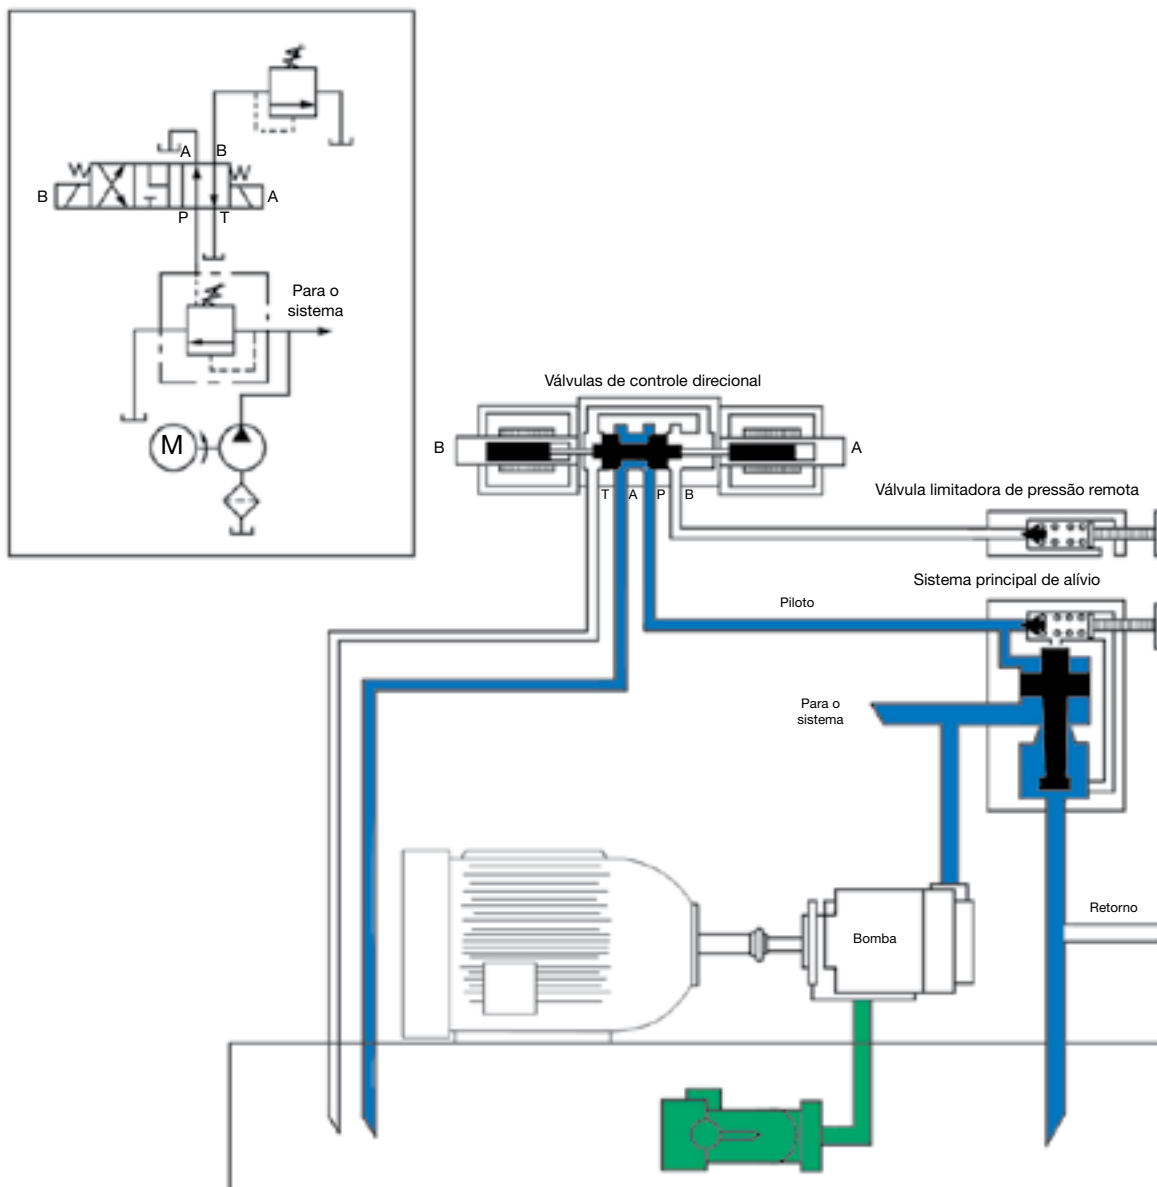 A B
B A
P T
Para o
sistema
M
Válvulas de controle direcional
B A
T A P B
Válvula limitadora de pressão remota
Sistema principal de alívio
Piloto
Para o
sistema
Retorno
Bomba